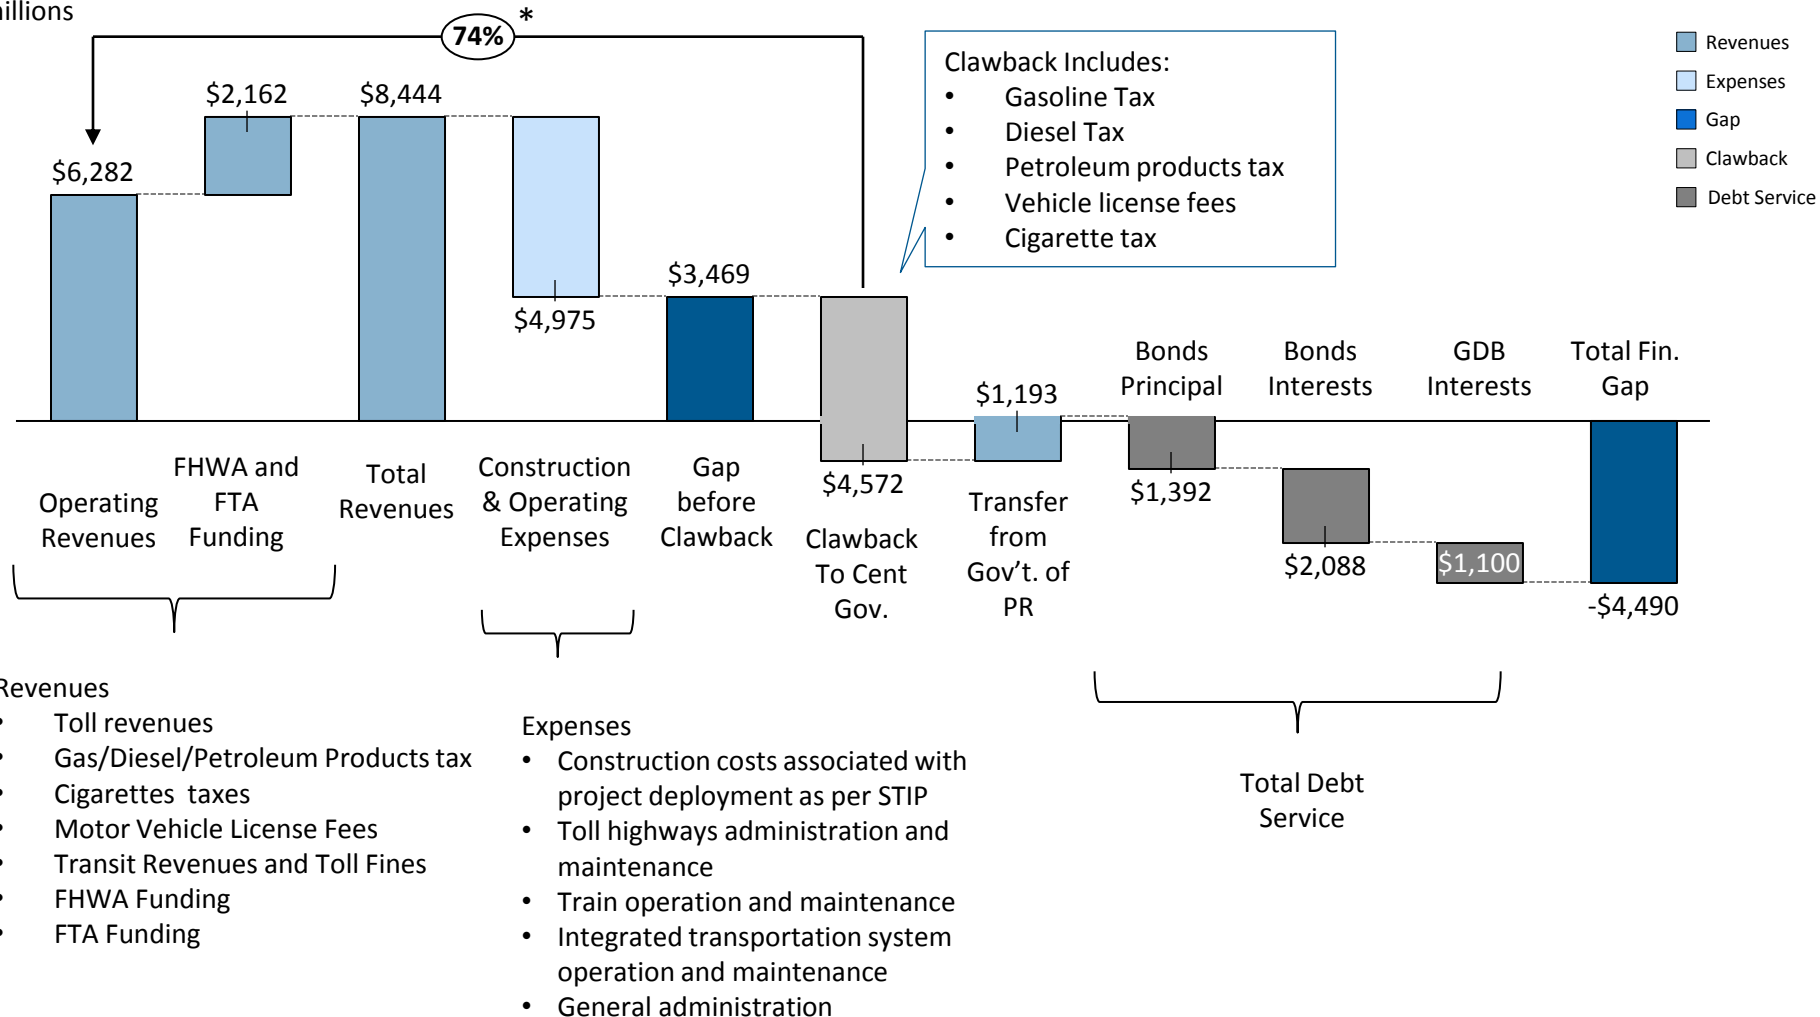 74%
*
$6,282
$2,162
$8,444
$4,975
$3,469
$4,572
$1,193
$1,392
$2,088
$1,100
-$4,490
Clawback Includes:
• Gasoline Tax
• Diesel Tax
• Petroleum products tax
• Vehicle license fees
• Cigarette tax
Revenues
Expenses
Gap
Clawback
Debt Service
Bonds
Principal
Bonds
Interests
GDB
Interests
Total Fin.
Gap
Operating
Revenues
FHWA and
FTA
Funding
Total
Revenues
Construction
& Operating
Expenses
Gap
before
Clawback
Clawback
To Cent
Gov.
Transfer
from
Gov't. of
PR
Revenues
• Toll revenues
• Gas/Diesel/Petroleum Products tax
• Cigarettes taxes
• Motor Vehicle License Fees
• Transit Revenues and Toll Fines
• FHWA Funding
• FTA Funding
Expenses
• Construction costs associated with
project deployment as per STIP
• Toll highways administration and
maintenance
• Train operation and maintenance
• Integrated transportation system
operation and maintenance
• General administration
Total Debt
Service